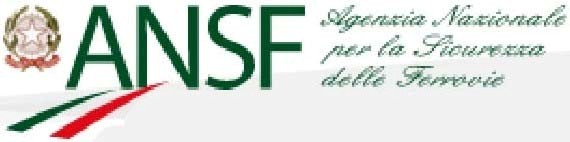 ANSF
Agenzia Nazionale
per la Sicurezza
delle Ferrovie